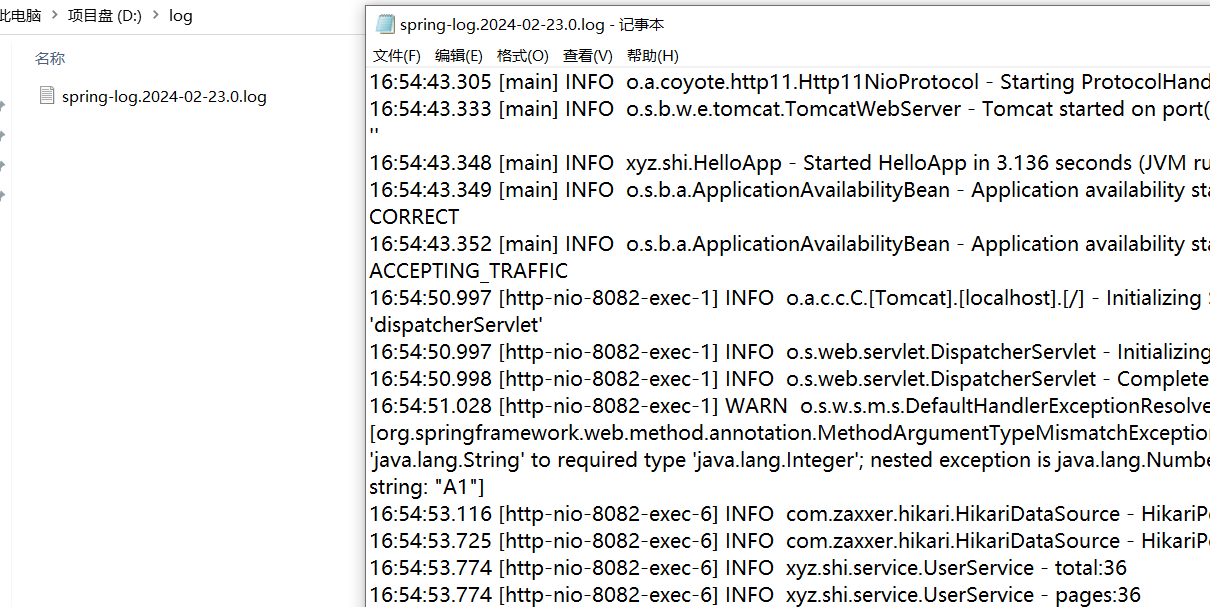 此电脑 > 项目盘 (D:) > log
名称
spring-log.2024-02-23.0.log
spring-log.2024-02-23.0.log - 记事本
文件(F) 编辑(E) 格式(O) 查看(V) 帮助(H)
16:54:43.305 [main] INFO o.a.coyote.http11.Http11NioProtocol - Starting ProtocolHand
16:54:43.333 [main] INFO o.s.b.w.e.tomcat.TomcatWebServer - Tomcat started on port(
''
16:54:43.348 [main] INFO xyz.shi.HelloApp - Started HelloApp in 3.136 seconds (JVM ru
16:54:43.349 [main] INFO o.s.b.a.ApplicationAvailabilityBean - Application availability sta
CORRECT
16:54:43.352 [main] INFO o.s.b.a.ApplicationAvailabilityBean - Application availability sta
ACCEPTING_TRAFFIC
16:54:50.997 [http-nio-8082-exec-1] INFO o.a.c.c.C.[Tomcat].[localhost].[/] - Initializing
'dispatcherServlet'
16:54:50.997 [http-nio-8082-exec-1] INFO o.s.web.servlet.DispatcherServlet - Initializing
16:54:50.998 [http-nio-8082-exec-1] INFO o.s.web.servlet.DispatcherServlet - Complete
16:54:51.028 [http-nio-8082-exec-1] WARN o.s.w.s.m.s.DefaultHandlerExceptionResolve
[org.springframework.web.method.annotation.MethodArgumentTypeMismatchException
'java.lang.String' to required type 'java.lang.Integer'; nested exception is java.lang.Numbe
string: "A1"]
16:54:53.116 [http-nio-8082-exec-6] INFO com.zaxxer.hikari.HikariDataSource - HikariPo
16:54:53.725 [http-nio-8082-exec-6] INFO com.zaxxer.hikari.HikariDataSource - HikariPo
16:54:53.774 [http-nio-8082-exec-6] INFO xyz.shi.service.UserService - total:36
16:54:53.774 [http-nio-8082-exec-6] INFO xyz.shi.service.UserService - pages:36